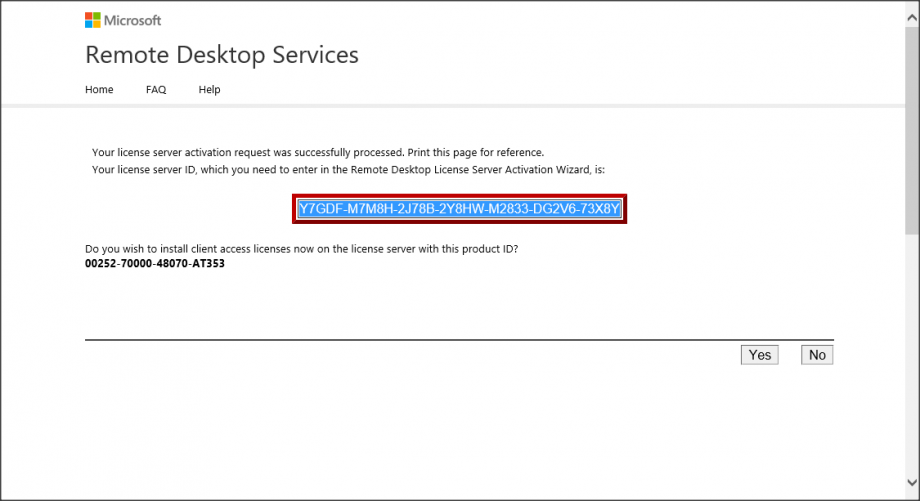 Microsoft
Remote Desktop Services
Home FAQ Help
Your license server activation request was successfully processed. Print this page for reference.
Your license server ID, which you need to enter in the Remote Desktop License Server Activation Wizard, is:
Y7GDF-M7M8H-2J78B-2Y8HW-M2833-DG2V6-73X8Y
Do you wish to install client access licenses now on the license server with this product ID?
00252-70000-48070-AT353
Yes No